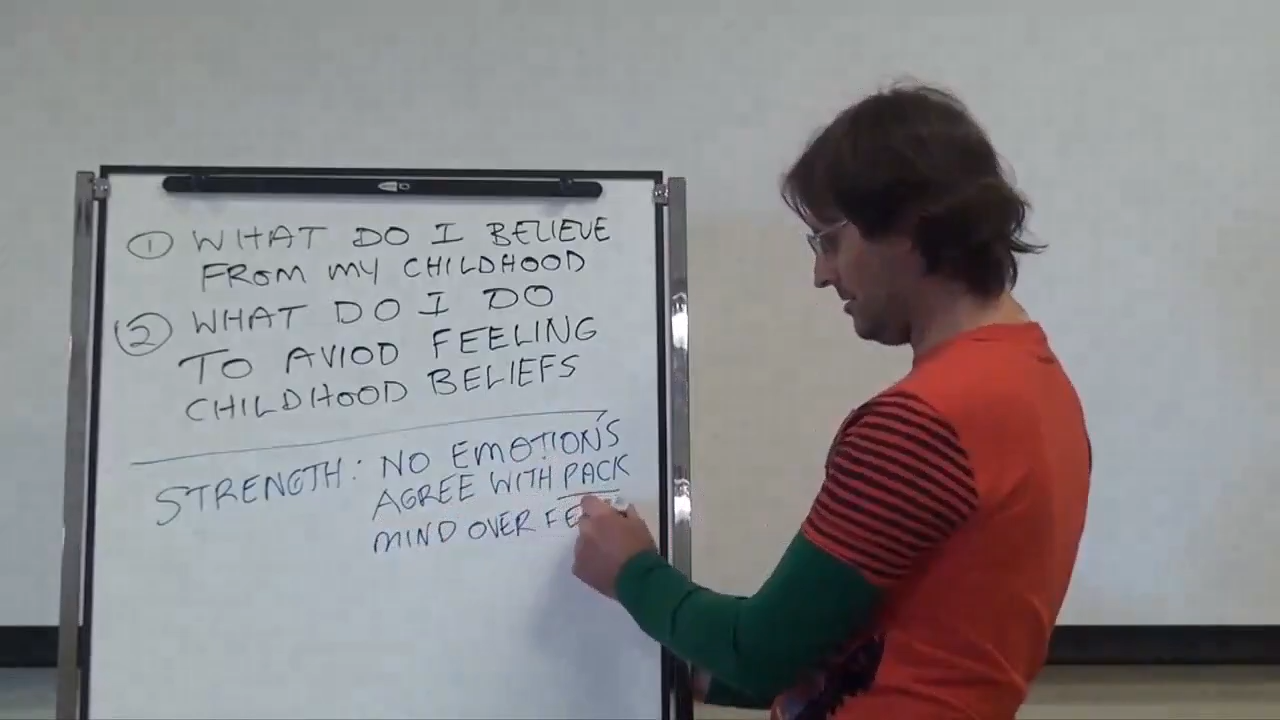 ① WHAT DO I BELIEVE
FROM MY CHILDHOOD
② WHAT DO I DO
TO AVIOD FEELING
CHILDHOOD BELIEFS
STRENGTH: NO EMOTION'S
AGREE WITH PACK
MIND OVER